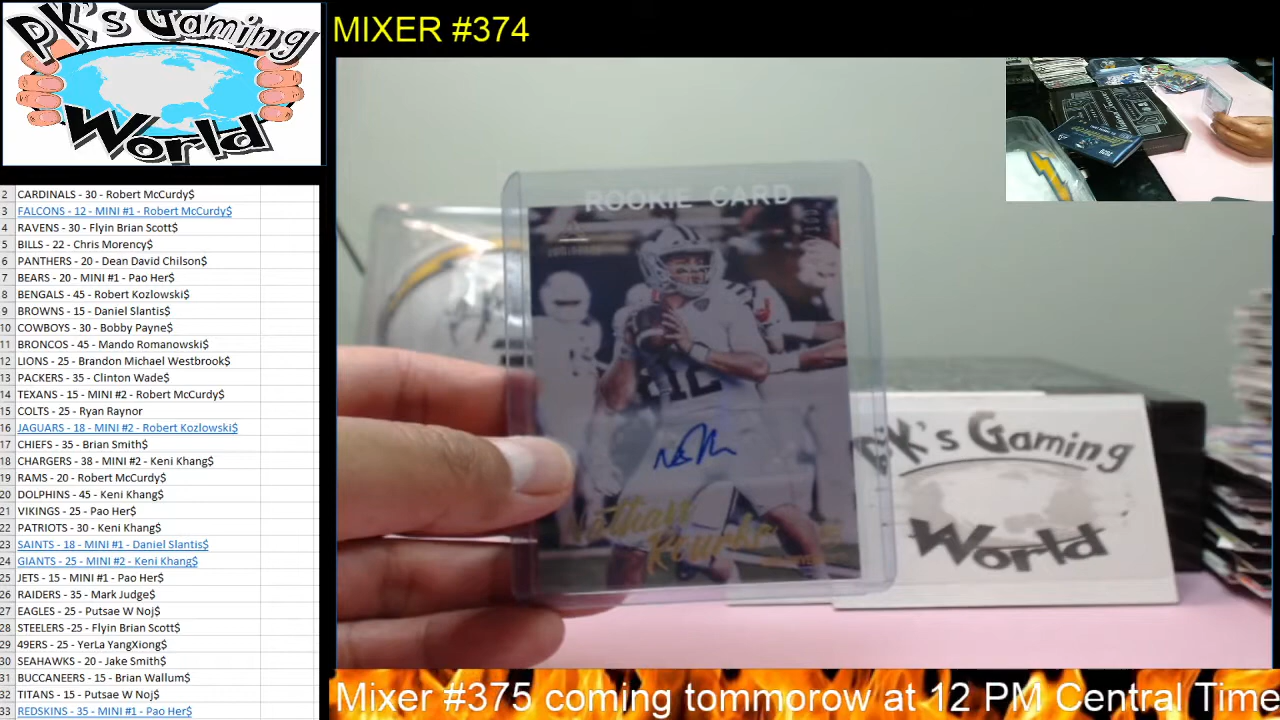 PK's Gaming
World
MIXER #374
2 CARDINALS - 30 - Robert McCurdy$
3 FALCONS - 12 - MINI #1 - Robert McCurdy$
4 RAVENS - 30 - Flyin Brian Scott$
5 BILLS - 22 - Chris Morency$
6 PANTHERS - 20 - Dean David Chilson$
7 BEARS - 20 - MINI #1 - Pao Her$
8 BENGALS - 45 - Robert Kozlowski$
9 BROWNS - 15 - Daniel Slantis$
10 COWBOYS - 30 - Bobby Payne$
11 BRONCOS - 45 - Mando Romanowski$
12 LIONS - 25 - Brandon Michael Westbrook$
13 PACKERS - 35 - Clinton Wade$
14 TEXANS - 15 - MINI #2 - Robert McCurdy$
15 COLTS - 25 - Ryan Raynor
16 JAGUARS - 18 - MINI #2 - Robert Kozlowski$
17 CHIEFS - 35 - Brian Smith$
18 CHARGERS - 38 - MINI #2 - Keni Khang$
19 RAMS - 20 - Robert McCurdy$
20 DOLPHINS - 45 - Keni Khang$
21 VIKINGS - 25 - Pao Her$
22 PATRIOTS - 30 - Keni Khang$
23 SAINTS - 18 - MINI #1 - Daniel Slantis$
24 GIANTS - 25 - MINI #2 - Keni Khang$
25 JETS - 15 - MINI #1 - Pao Her$
26 RAIDERS - 35 - Mark Judge$
27 EAGLES - 25 - Putsae W Noj$
28 STEELERS -25 - Flyin Brian Scott$
29 49ERS - 25 - YerLa YangXiong$
30 SEAHAWKS - 20 - Jake Smith$
31 BUCCANEERS - 15 - Brian Wallum$
32 TITANS - 15 - Putsae W Noj$
33 REDSKINS - 35 - MINI #1 - Pao Her$
ROOKIE CARD
12
Nathan
Rourke
PK's Gaming
World
Mixer #375 coming tommorow at 12 PM Central Time